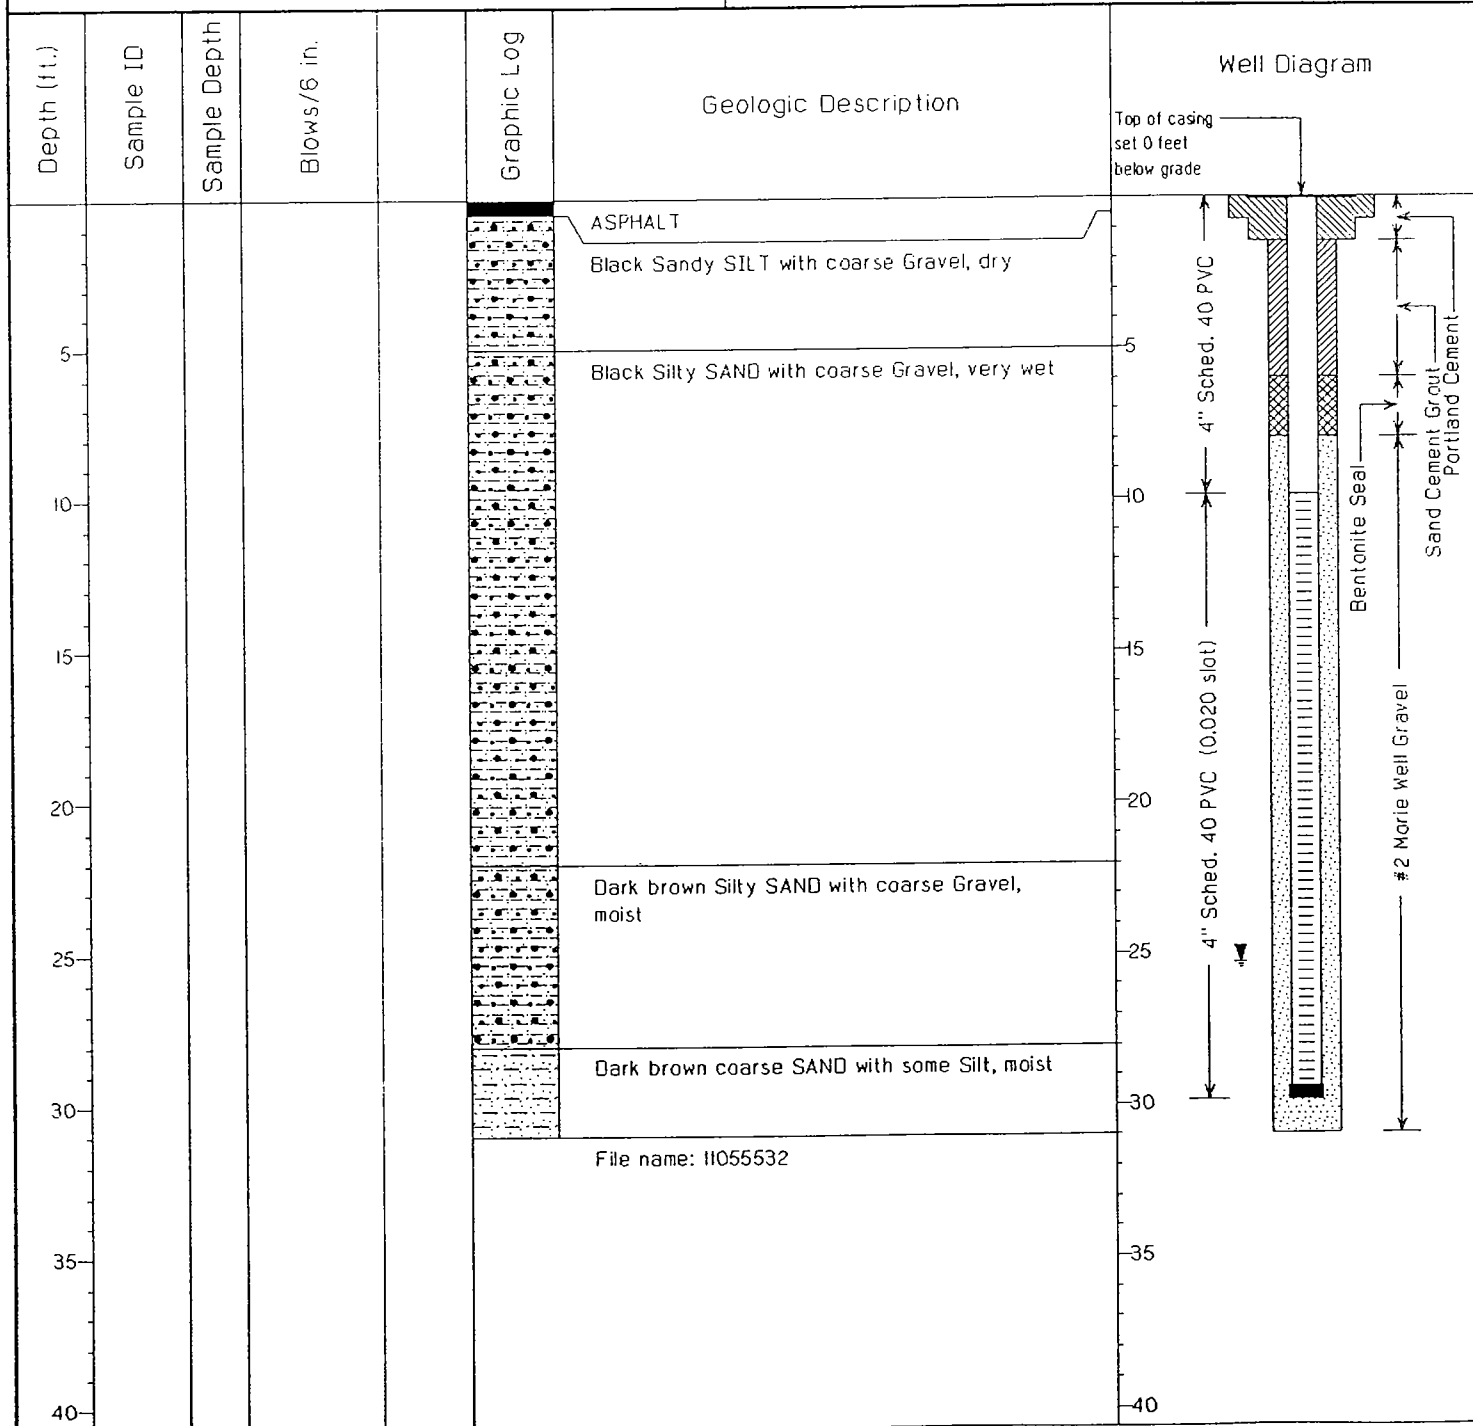 Depth (ft.)
Sample ID
Sample Depth
Blows/6 in.
Graphic Log
Geologic Description
Well Diagram
Top of casing
set 0 feet
below grade
ASPHALT
Black Sandy SILT with coarse Gravel, dry
Black Silty SAND with coarse Gravel, very wet
Dark brown Silty SAND with coarse Gravel,
moist
Dark brown coarse SAND with some Silt, moist
File name: 11055532
5
10
15
20
25
30
35
40
5
10
15
20
25
30
35
40
4" Sched. 40 PVC
4" Sched. 40 PVC (0.020 slot)
Bentonite Seal
#2 Morie Well Gravel
Sand Cement Grout
Portland Cement